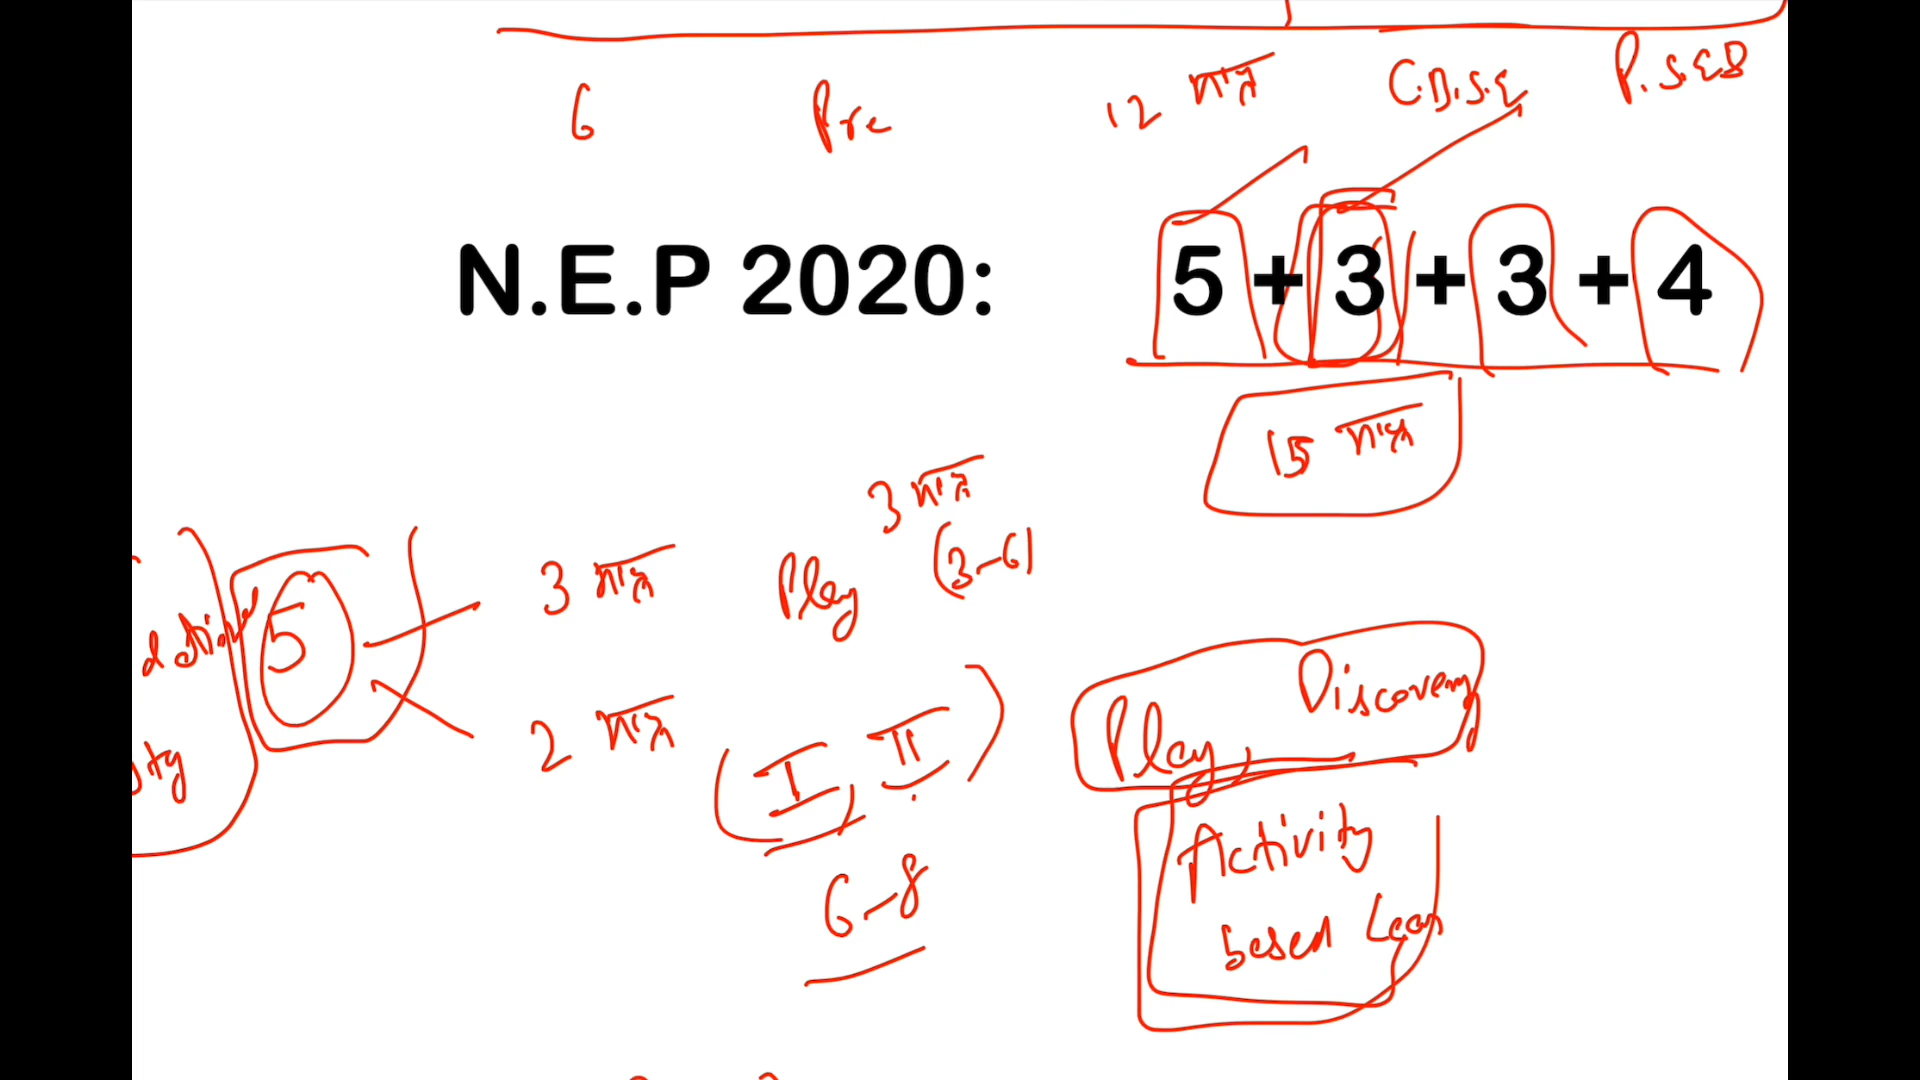 6 Pre 12 ਸਾਲ C.B.S.E P.S.E.B
N.E.P 2020: 5 + 3 + 3 + 4
15 ਸਾਲ
3 ਸਾਲ
5 3 ਸਾਲ Play (3-6)
2 ਸਾਲ (I, II) Play, Discovery
6-8 Activity
based Lean